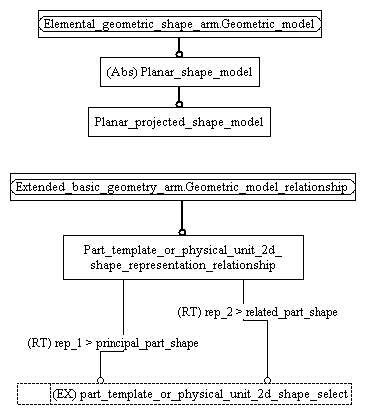 Elemental_geometric_shape_arm.Geometric_model
(Abs) Planar_shape_model
Planar_projected_shape_model
Extended_basic_geometry_arm.Geometric_model_relationship
Part_template_or_physical_unit_2d_
shape_representation_relationship
(RT) rep_2 > related_part_shape
(RT) rep_1 > principal_part_shape
(EX) part_template_or_physical_unit_2d_shape_select